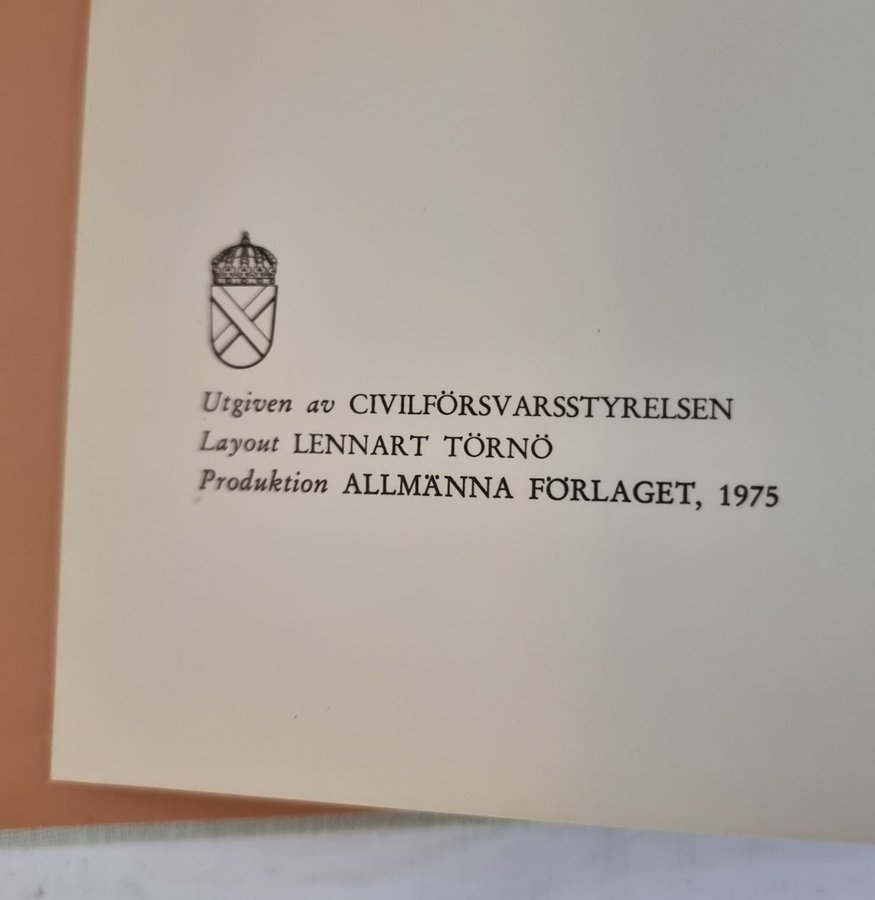 Utgiven av CIVILFÖRSVARSSTYRELSEN
Layout LENNART TÖRNÖ
Produktion ALLMÄNNA FÖRLAGET, 1975